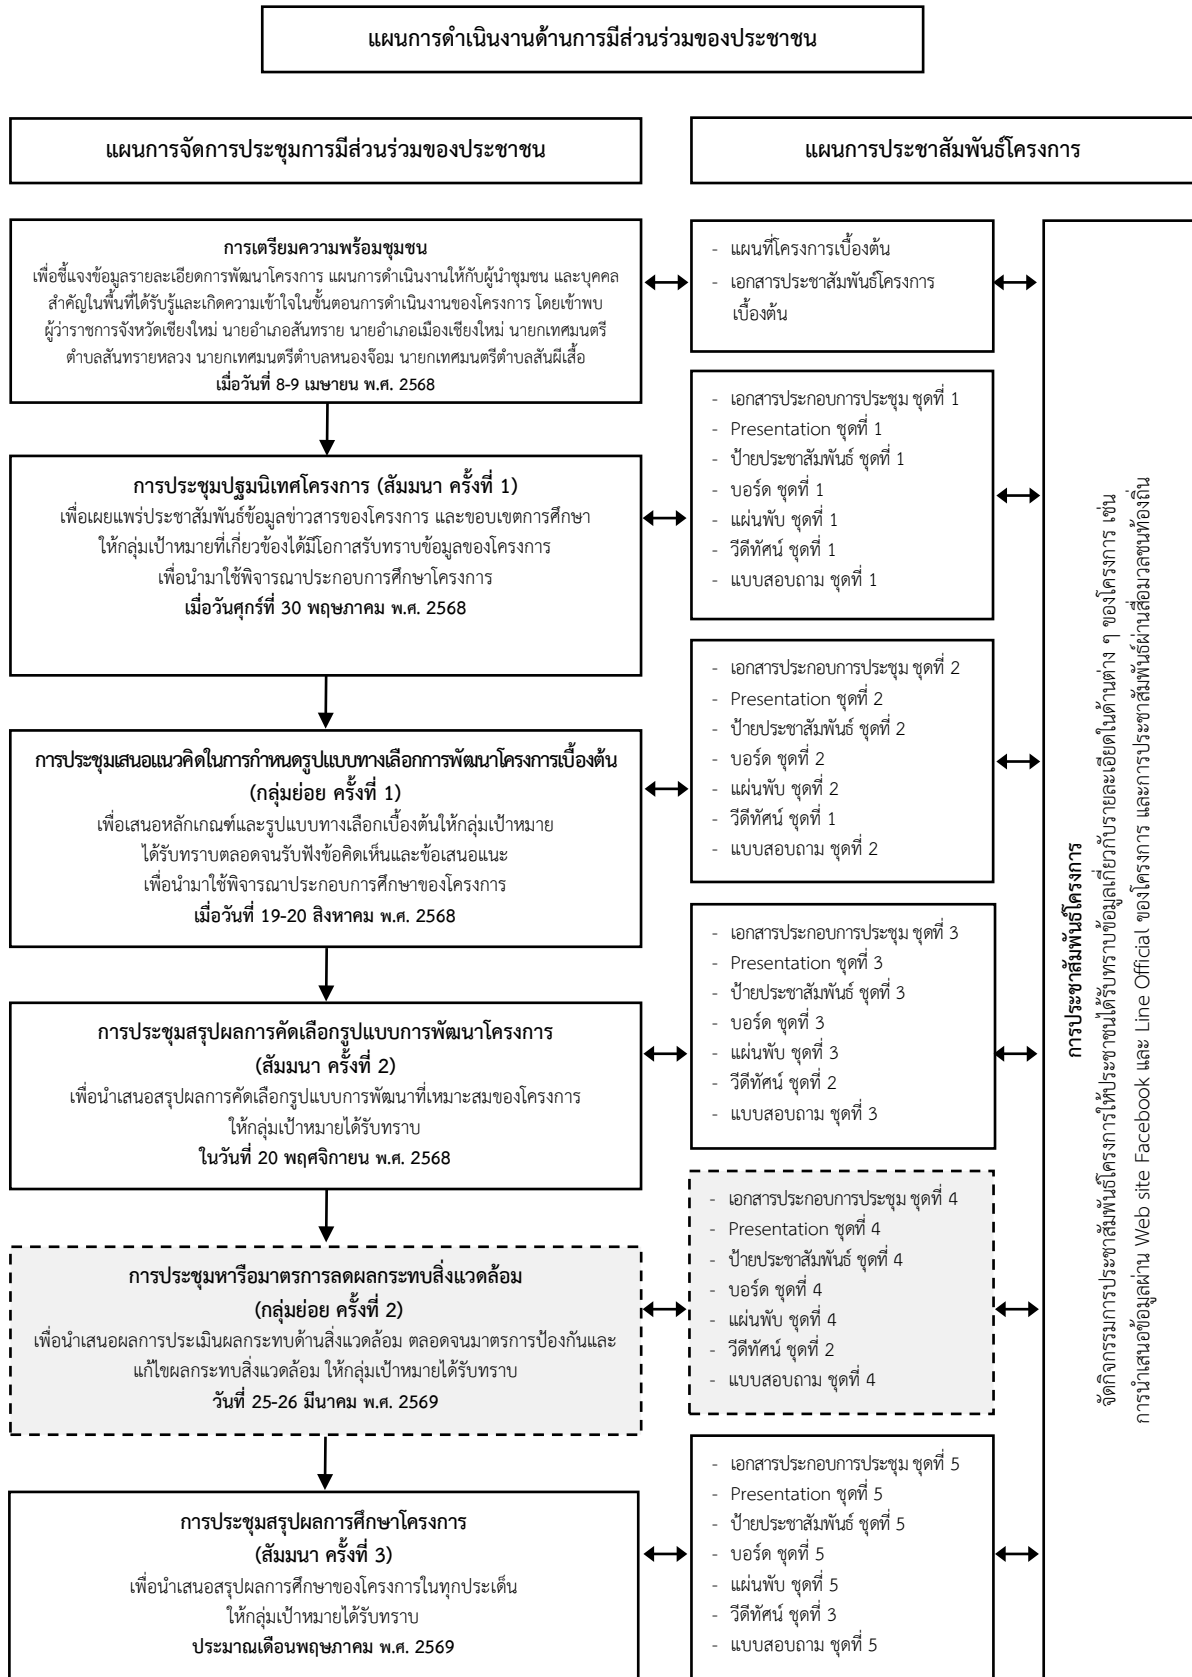 แผนการดำเนินงานด้านการมีส่วนร่วมของประชาชน
แผนการจัดการประชุมการมีส่วนร่วมของประชาชน
แผนการประชาสัมพันธ์โครงการ
การเตรียมความพร้อมชุมชน
เพื่อชี้แจงข้อมูลรายละเอียดการพัฒนาโครงการ แผนการดำเนินงานให้กับผู้นำชุมชน และบุคคล
สำคัญในพื้นที่ได้รับรู้และเกิดความเข้าใจในขั้นตอนการดำเนินงานของโครงการ โดยเข้าพบ
ผู้ว่าราชการจังหวัดเชียงใหม่ นายอำเภอสันทราย นายอำเภอเมืองเชียงใหม่ นายกเทศมนตรี
ตำบลสันทรายหลวง นายกเทศมนตรีตำบลหนองจ๊อม นายกเทศมนตรีตำบลสันผีเสื้อ
เมื่อวันที่ 8-9 เมษายน พ.ศ. 2568
- แผนที่โครงการเบื้องต้น
- เอกสารประชาสัมพันธ์โครงการ
เบื้องต้น
การประชุมปฐมนิเทศโครงการ (สัมมนา ครั้งที่ 1)
เพื่อเผยแพร่ประชาสัมพันธ์ข้อมูลข่าวสารของโครงการ และขอบเขตการศึกษา
ให้กลุ่มเป้าหมายที่เกี่ยวข้องได้มีโอกาสรับทราบข้อมูลของโครงการ
เพื่อนำมาใช้พิจารณาประกอบการศึกษาโครงการ
เมื่อวันศุกร์ที่ 30 พฤษภาคม พ.ศ. 2568
- เอกสารประกอบการประชุม ชุดที่ 1
- Presentation ชุดที่ 1
- ป้ายประชาสัมพันธ์ ชุดที่ 1
- บอร์ด ชุดที่ 1
- แผ่นพับ ชุดที่ 1
- วีดีทัศน์ ชุดที่ 1
- แบบสอบถาม ชุดที่ 1
การประชุมเสนอแนวคิดในการกำหนดรูปแบบทางเลือกการพัฒนาโครงการเบื้องต้น
(กลุ่มย่อย ครั้งที่ 1)
เพื่อเสนอหลักเกณฑ์และรูปแบบทางเลือกเบื้องต้นให้กลุ่มเป้าหมาย
ได้รับทราบตลอดจนรับฟังข้อคิดเห็นและข้อเสนอแนะ
เพื่อนำมาใช้พิจารณาประกอบการศึกษาของโครงการ
เมื่อวันที่ 19-20 สิงหาคม พ.ศ. 2568
- เอกสารประกอบการประชุม ชุดที่ 2
- Presentation ชุดที่ 2
- ป้ายประชาสัมพันธ์ ชุดที่ 2
- บอร์ด ชุดที่ 2
- แผ่นพับ ชุดที่ 2
- วีดีทัศน์ ชุดที่ 1
- แบบสอบถาม ชุดที่ 2
การประชุมสรุปผลการคัดเลือกรูปแบบการพัฒนาโครงการ
(สัมมนา ครั้งที่ 2)
เพื่อนำเสนอสรุปผลการคัดเลือกรูปแบบการพัฒนาที่เหมาะสมของโครงการ
ให้กลุ่มเป้าหมายได้รับทราบ
ในวันที่ 20 พฤศจิกายน พ.ศ. 2568
- เอกสารประกอบการประชุม ชุดที่ 3
- Presentation ชุดที่ 3
- ป้ายประชาสัมพันธ์ ชุดที่ 3
- บอร์ด ชุดที่ 3
- แผ่นพับ ชุดที่ 3
- วีดีทัศน์ ชุดที่ 2
- แบบสอบถาม ชุดที่ 3
การประชุมหารือมาตรการลดผลกระทบสิ่งแวดล้อม
(กลุ่มย่อย ครั้งที่ 2)
เพื่อนำเสนอผลการประเมินผลกระทบด้านสิ่งแวดล้อม ตลอดจนมาตรการป้องกันและ
แก้ไขผลกระทบสิ่งแวดล้อม ให้กลุ่มเป้าหมายได้รับทราบ
วันที่ 25-26 มีนาคม พ.ศ. 2569
- เอกสารประกอบการประชุม ชุดที่ 4
- Presentation ชุดที่ 4
- ป้ายประชาสัมพันธ์ ชุดที่ 4
- บอร์ด ชุดที่ 4
- แผ่นพับ ชุดที่ 4
- วีดีทัศน์ ชุดที่ 2
- แบบสอบถาม ชุดที่ 4
การประชุมสรุปผลการศึกษาโครงการ
(สัมมนา ครั้งที่ 3)
เพื่อนำเสนอสรุปผลการศึกษาของโครงการในทุกประเด็น
ให้กลุ่มเป้าหมายได้รับทราบ
ประมาณเดือนพฤษภาคม พ.ศ. 2569
- เอกสารประกอบการประชุม ชุดที่ 5
- Presentation ชุดที่ 5
- ป้ายประชาสัมพันธ์ ชุดที่ 5
- บอร์ด ชุดที่ 5
- แผ่นพับ ชุดที่ 5
- วีดีทัศน์ ชุดที่ 3
- แบบสอบถาม ชุดที่ 5
การประชาสัมพันธ์โครงการ
จัดกิจกรรมการประชาสัมพันธ์โครงการให้ประชาชนได้รับทราบข้อมูลเกี่ยวกับรายละเอียดในด้านต่าง ๆ ของโครงการ เช่น
การนำเสนอข้อมูลผ่าน Web site Facebook และ Line Official ของโครงการ และการประชาสัมพันธ์ผ่านสื่อมวลชนท้องถิ่น